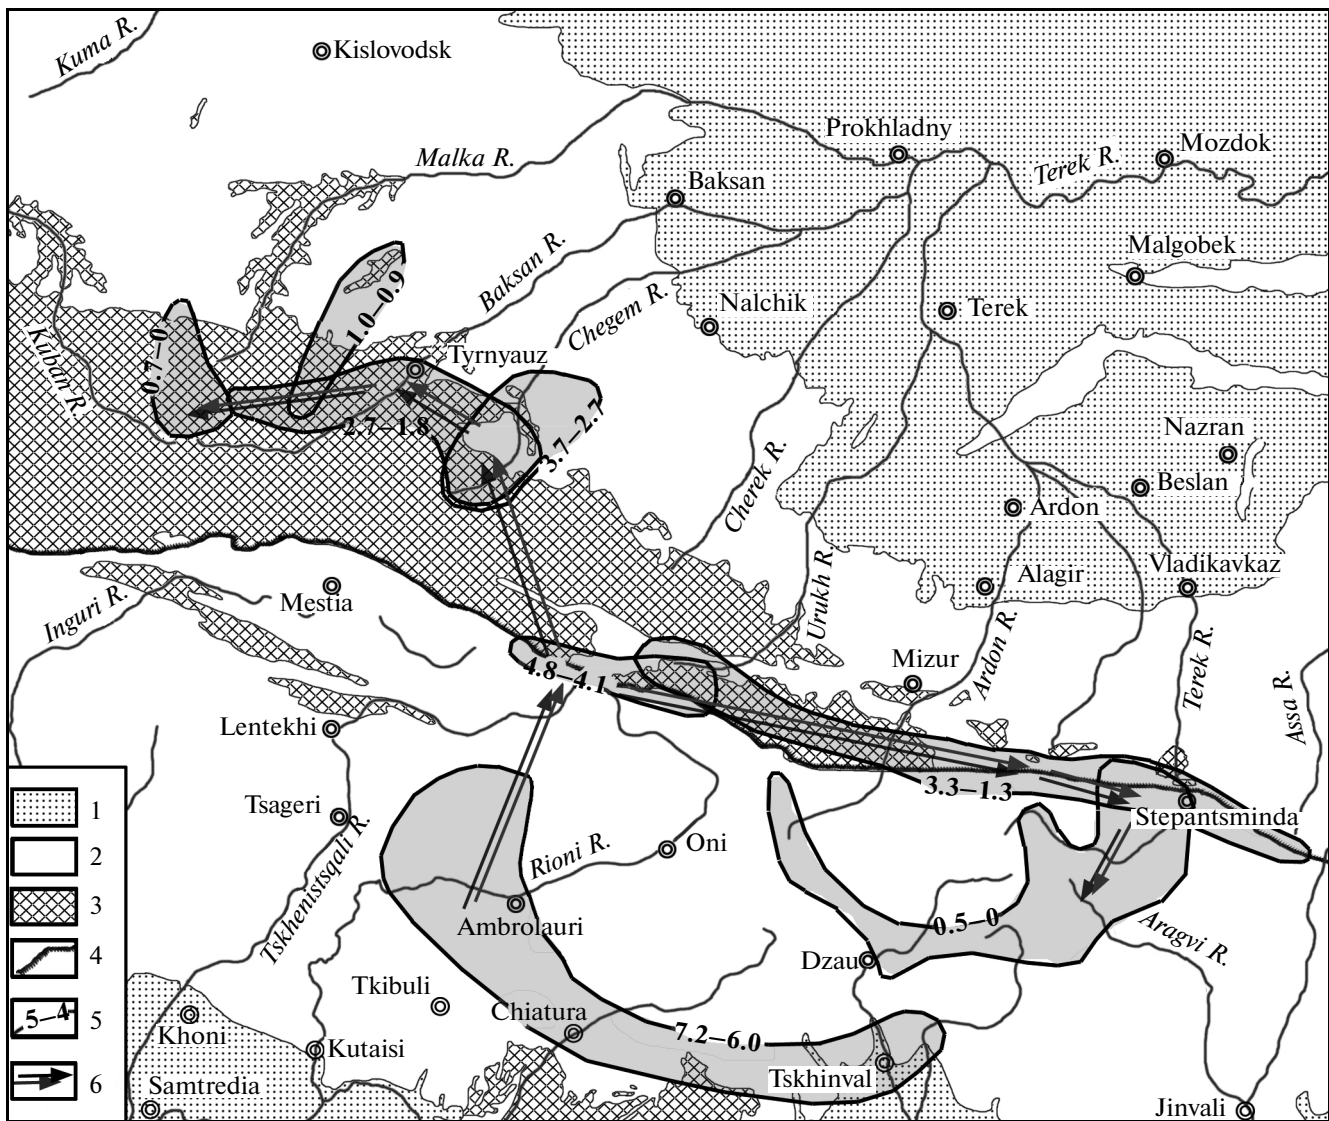 Kuma R.
Kislovodsk
Prokhladny
Mozdok
Malka R.
Terek R.
Baksan
Baksan R.
Malgobek
Chegem R.
Nalchik
Terek
1.0–0.9
0.7–0
Kuban R.
Tyrnyauz
2.7–1.8
3.7–2.7
Nazran
Cherek R.
Beslan
Ardon
Urukh R.
Alagir
Vladikavkaz
Mestia
Inguri R.
Mizur
Ardon R.
Terek R.
Assa R.
4.8–4.1
Lentekhi
3.3–1.3
Stepantsminda
Tsageri
Tskhenistsqali R.
Rioni R.
Oni
Ambrolauri
0.5–0
Aragvi R.
Dzau
Tkibuli
Chiatura
7.2–6.0
Khoni
Kutaisi
Tskhinval
Samtredia
Jinvali
1
2
3
4
5–4 5
6